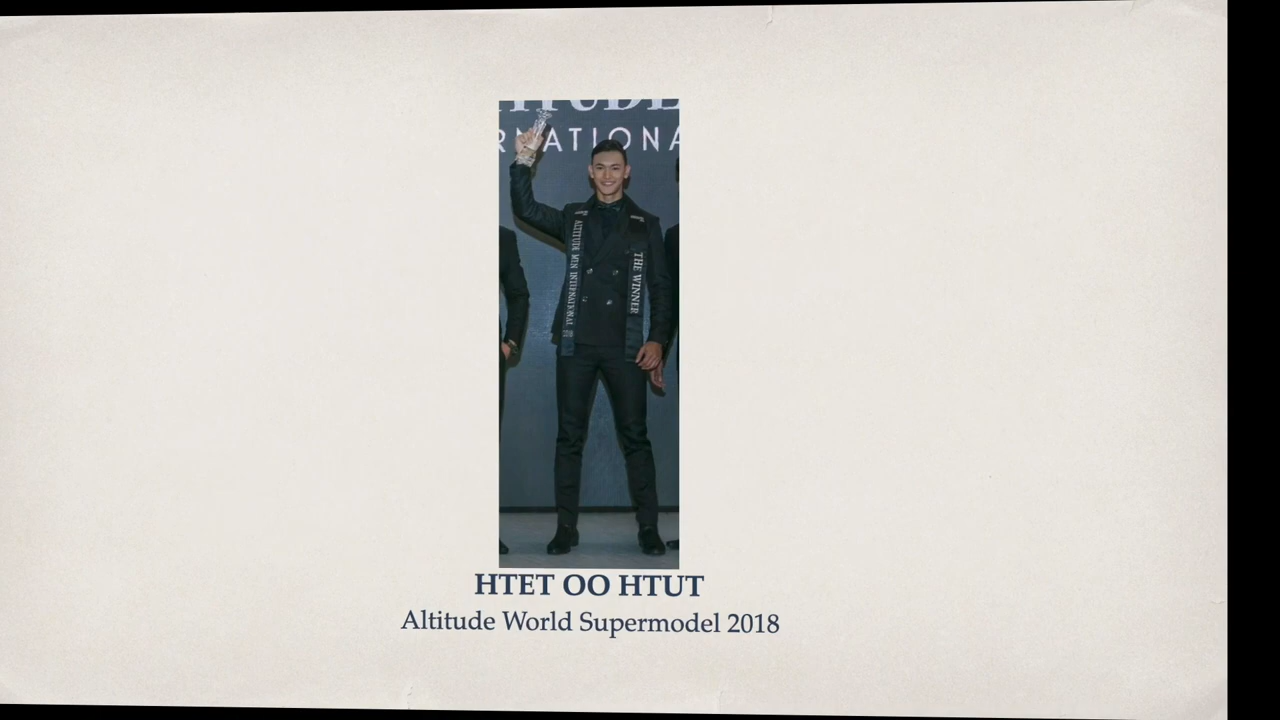 RNATIONA
ALTITUDE MEN INTERNATIONAL
THE WINNER
HTET OO HTUT
Altitude World Supermodel 2018